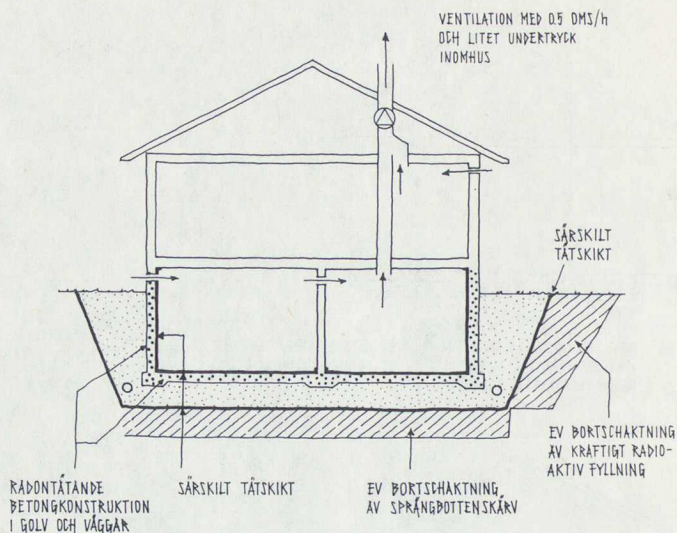 VENTILATION MED 0.5 OMS/h
OCH LITET UNDERTRYCK
INOMHUS
SÄRSKILT
TÄTSKIKT
RADONTÄTANDE
BETONGKONSTRUKTION
I GOLV OCH VÄGGAR
SÄRSKILT TÄTSKIKT
EV BORTSCHAKTNING
AV SPRÄNGBOTTENSKÄRV
EV BORTSCHAKTNING
AV KRAFTIGT RADIO-
AKTIV FYLLNING